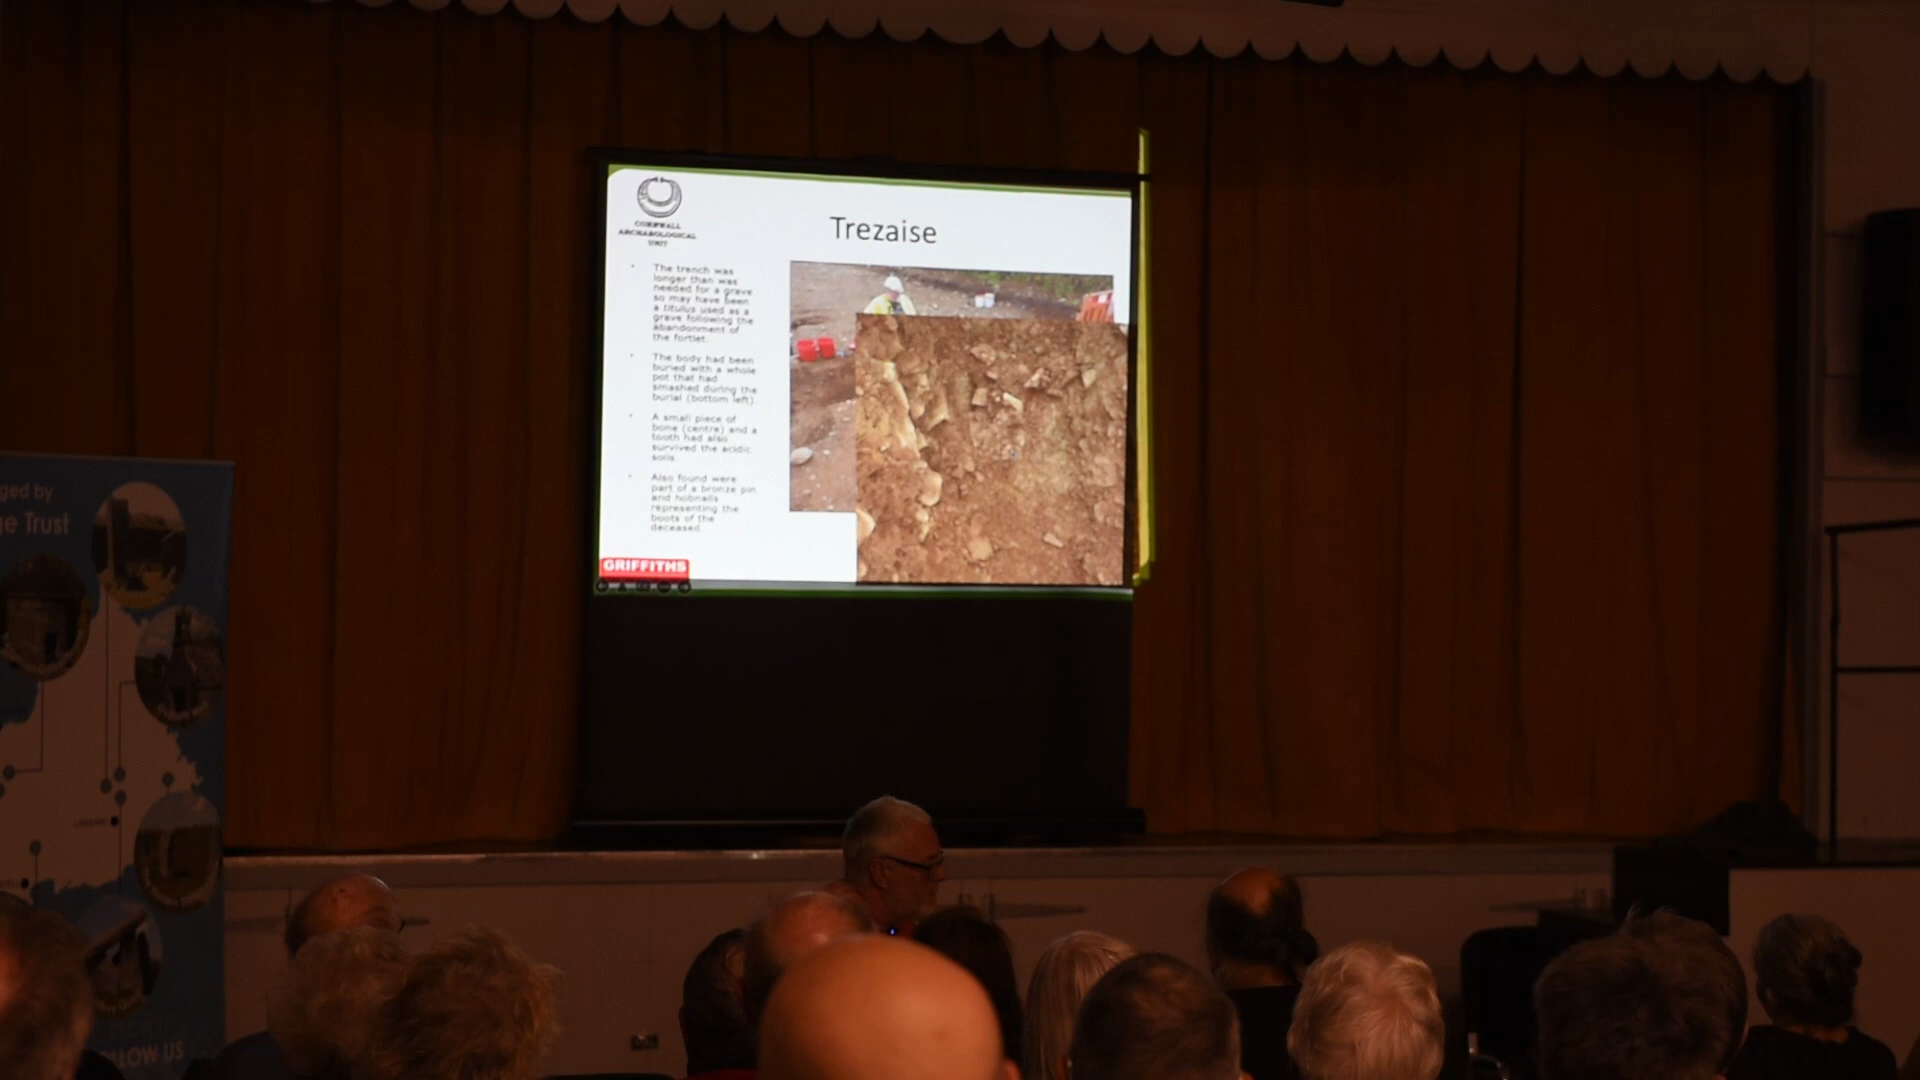 CORNWALL
ARCHAEOLOGICAL
UNIT
Trezaise
The trench was
longer than was
needed for a grave
so may have been
a titulus used as a
grave following the
abandonment of
the fortlet.
The body had been
buried with a whole
pot that had
smashed during the
burial (bottom left).
A small piece of
bone (centre) and a
tooth had also
survived the acidic
soils.
Also found were
part of a bronze pin
and hobnails
representing the
boots of the
deceased.
GRIFFITHS
ged by
ge Trust
LLOW US